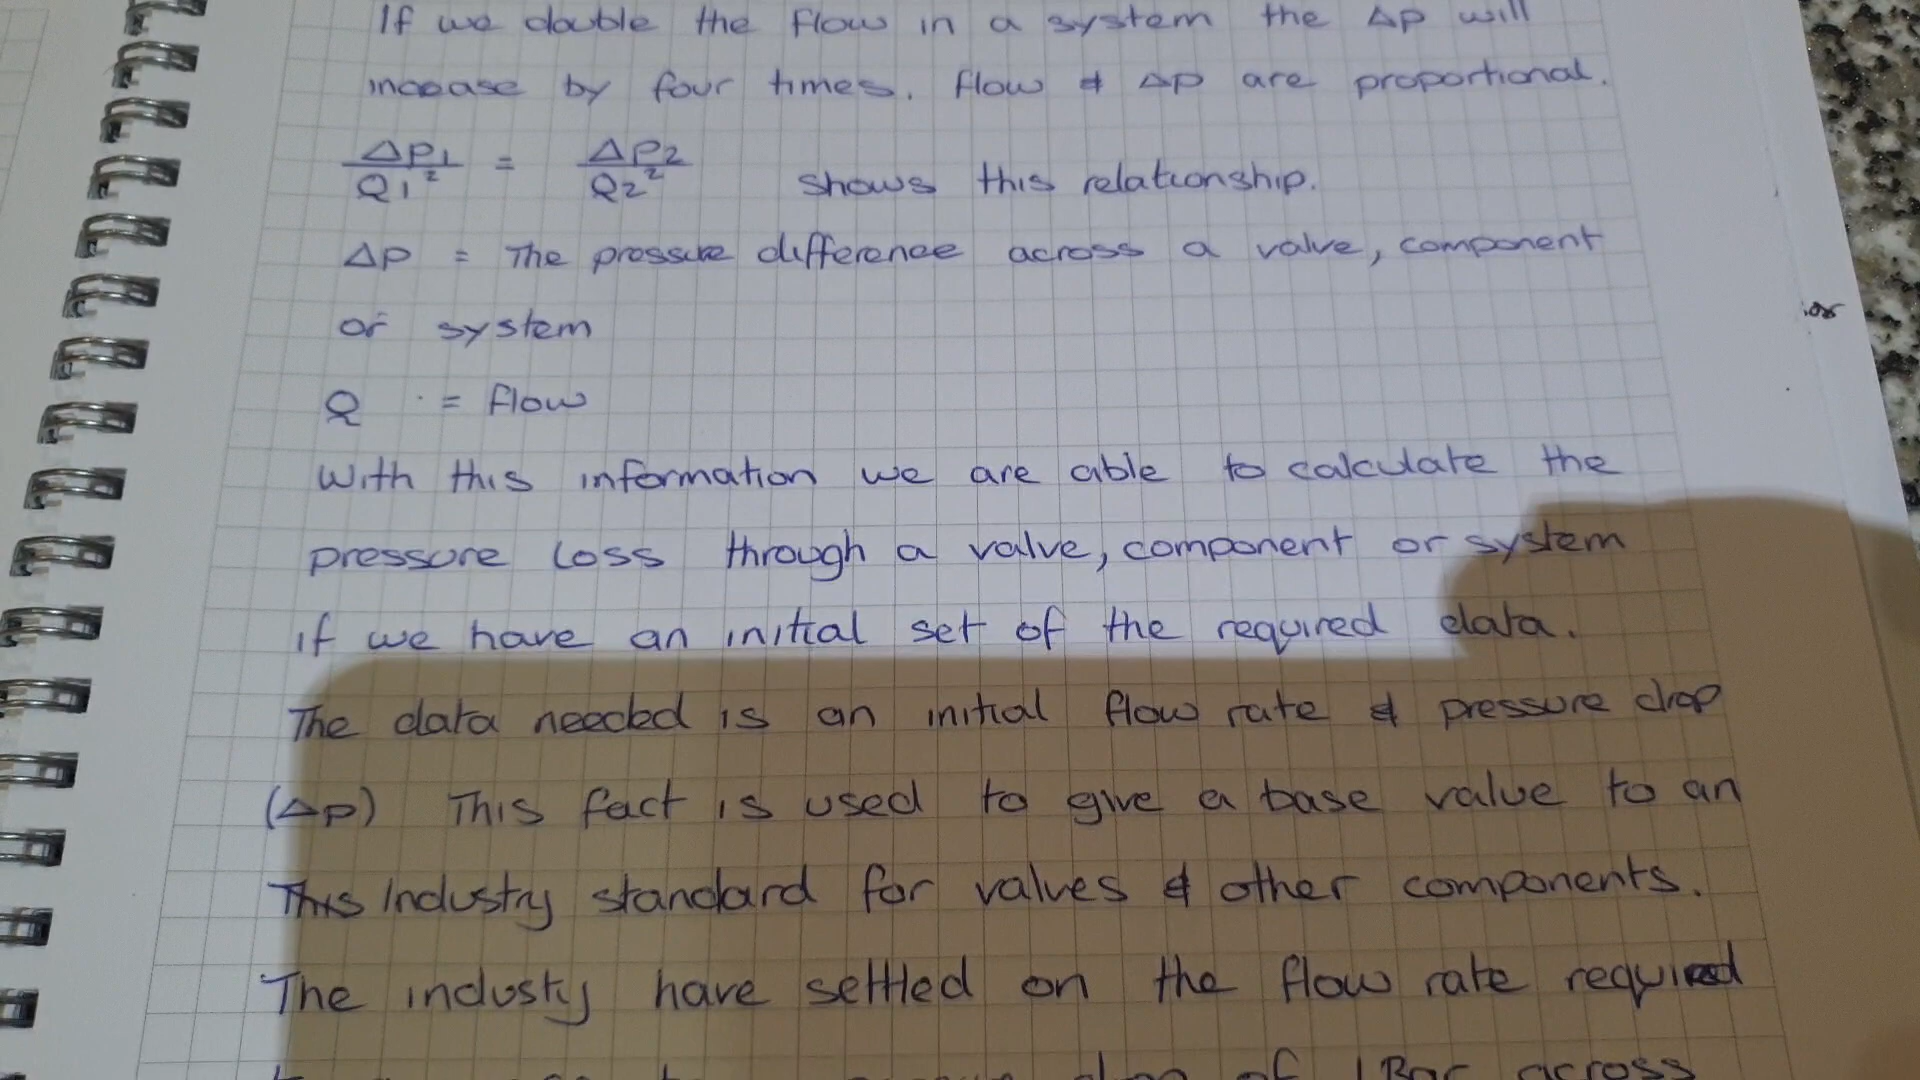 If we double the flow in a system the Δp will
increase by four times. flow & Δp are proportional.
ΔP1/Q1² = ΔP2/Q2² shows this relationship.
Δp = The pressure difference across a valve, component
or system
Q = flow
With this information we are able to calculate the
pressure loss through a valve, component or system
if we have an initial set of the required data.
The data needed is an initial flow rate & pressure drop
(Δp) This fact is used to give a base value to an
This Industry standard for valves & other components.
The industy have settled on the flow rate required
of 1 Bar across